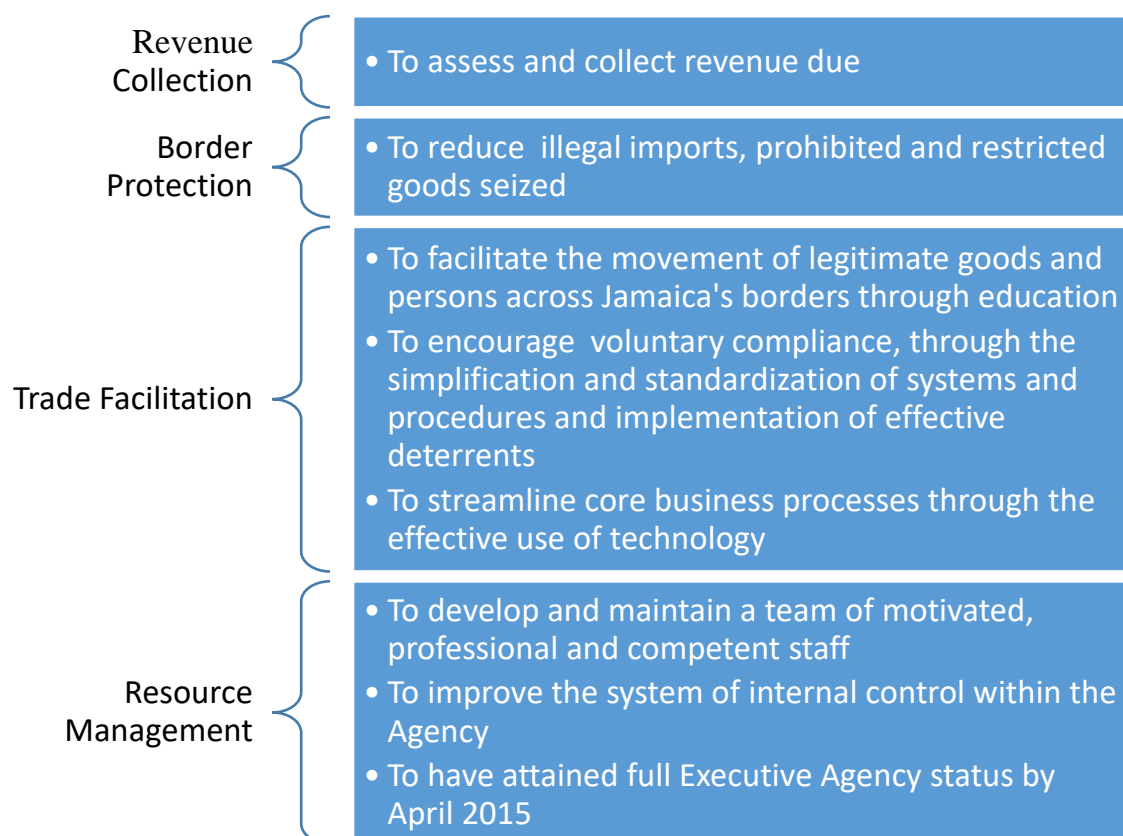 Revenue
Collection
• To assess and collect revenue due
Border
Protection
• To reduce  illegal imports, prohibited and restricted
goods seized
Trade Facilitation
• To facilitate the movement of legitimate goods and
persons across Jamaica's borders through education
• To encourage  voluntary compliance, through the
simplification and standardization of systems and
procedures and implementation of effective
deterrents
• To streamline core business processes through the
effective use of technology
Resource
Management
• To develop and maintain a team of motivated,
professional and competent staff
• To improve the system of internal control within the
Agency
• To have attained full Executive Agency status by
April 2015